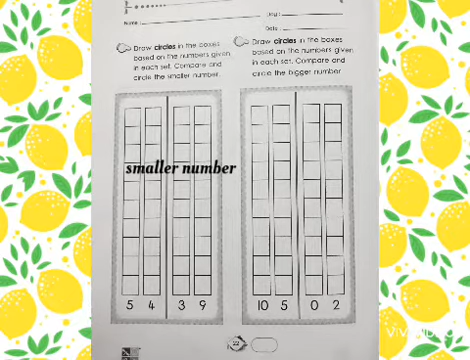 Name
Day:
Date
Draw circles in the boxes
based on the numbers given
in each set. Compare and
circle the smaller number.
Draw circles in the boxes
based on the numbers given
in each set. Compare and
circle the bigger number
smaller number
5 4 3 9
10 5 0 2
22